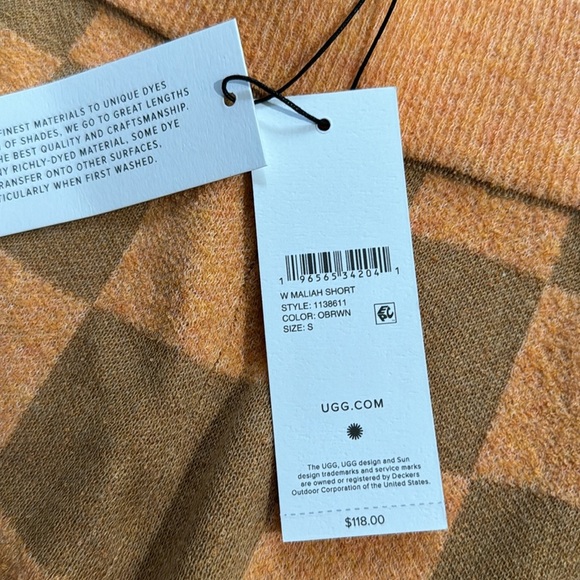 FINEST MATERIALS TO UNIQUE DYES
OF SHADES, WE GO TO GREAT LENGTHS
THE BEST QUALITY AND CRAFTSMANSHIP.
RICHLY-DYED MATERIAL, SOME DYE
TRANSFER ONTO OTHER SURFACES,
WHEN FIRST WASHED.
1 96565 34204 1
W MALIAH SHORT
STYLE: 1138611
COLOR: OBRWN
SIZE: S
UGG.COM
The UGG, UGG design and Sun
design trademarks and service marks
are owned or registered by Deckers
Outdoor Corporation of the United States.
$118.00